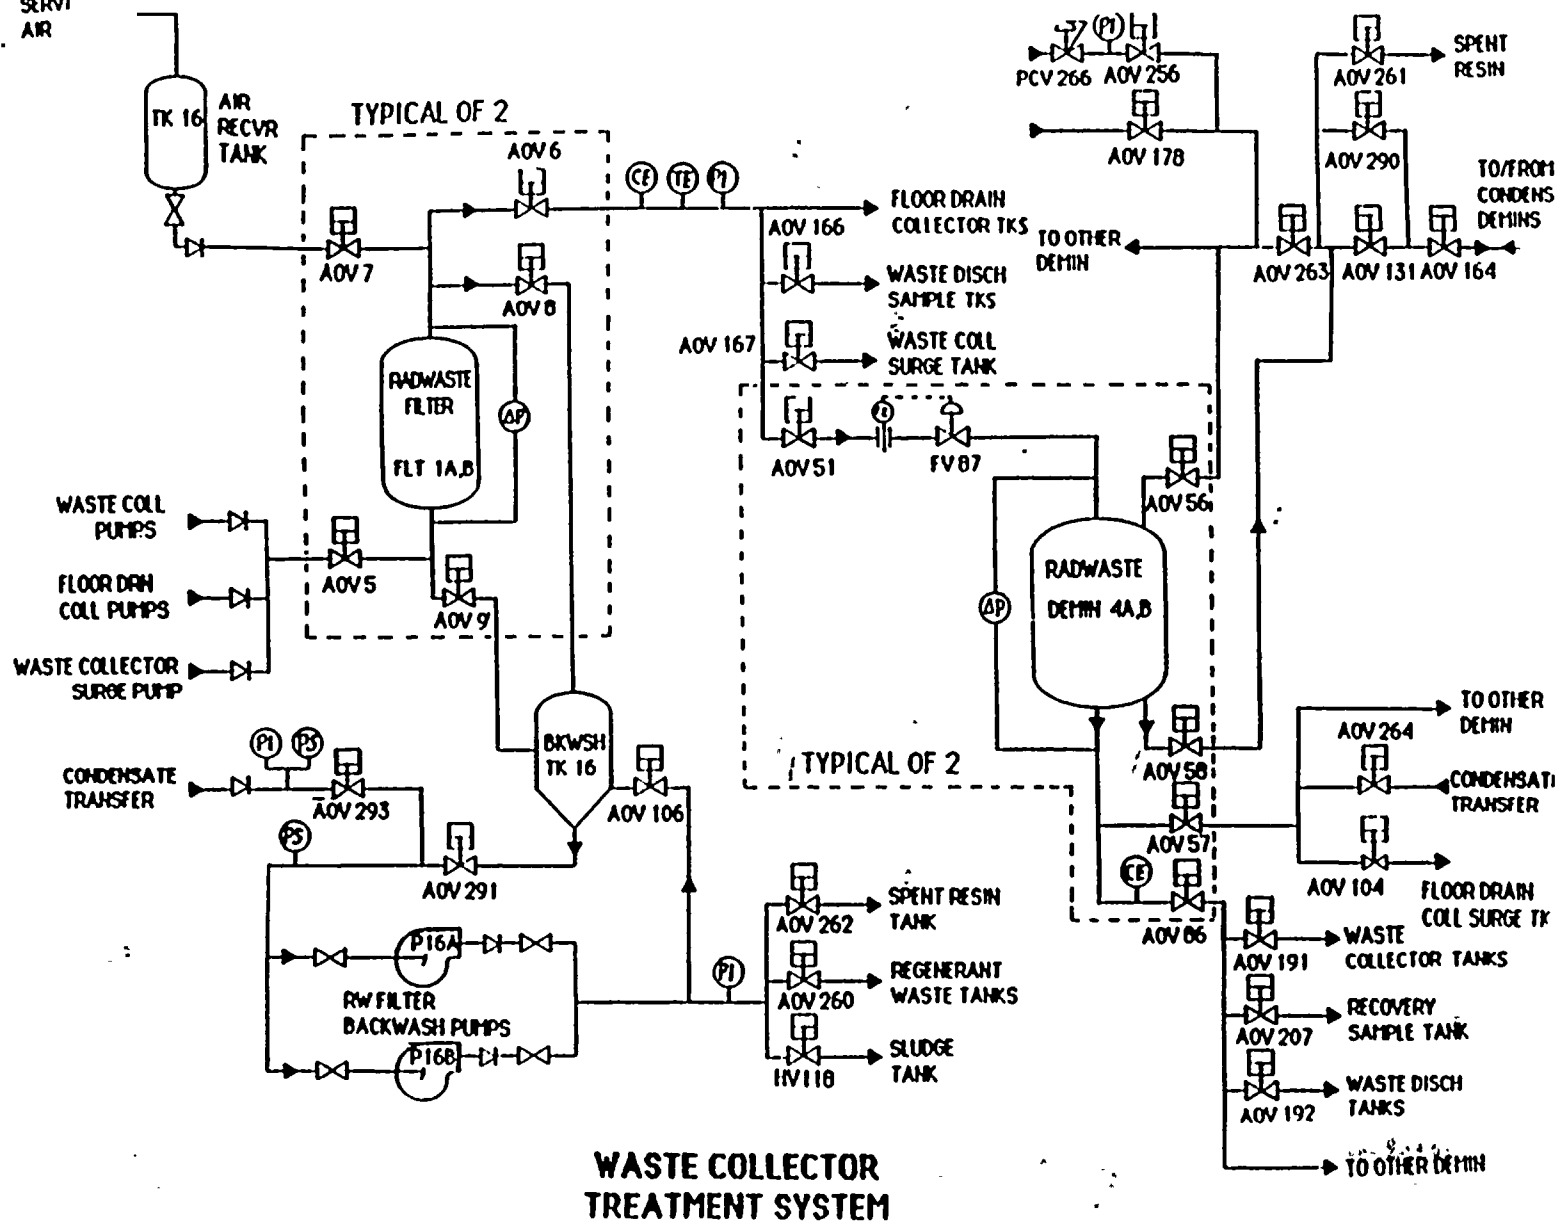 AIR
TK 16
AIR
RECVR
TANK
TYPICAL OF 2
AOV 6
AOV 7
AOV 8
CE
TE
PI
FLOOR DRAIN
COLLECTOR TKS
AOV 166
WASTE DISCH
SAMPLE TKS
AOV 167
WASTE COLL
SURGE TANK
RADWASTE
FILTER
FLT 1A,B
ΔP
PCV 266
PI
AOV 256
AOV 178
AOV 261
SPENT
RESIN
AOV 290
TO/FROM
CONDENS
DEMINS
TO OTHER
DEMIN
AOV 263
AOV 131
AOV 164
AOV 51
FV 87
AOV 56
WASTE COLL
PUMPS
FLOOR DRN
COLL PUMPS
WASTE COLLECTOR
SURGE PUMP
AOV 5
AOV 9
RADWASTE
DEMIN 4A,B
ΔP
TYPICAL OF 2
AOV 58
AOV 57
CE
AOV 86
TO OTHER
DEMIN
AOV 264
CONDENSATE
TRANSFER
AOV 104
FLOOR DRAIN
COLL SURGE TK
PI
PS
CONDENSATE
TRANSFER
AOV 293
BKWSH
TK 16
AOV 106
PS
AOV 291
P16A
RW FILTER
BACKWASH PUMPS
P16B
PI
AOV 262
SPENT RESIN
TANK
AOV 260
REGENERANT
WASTE TANKS
HV118
SLUDGE
TANK
AOV 191
WASTE
COLLECTOR TANKS
AOV 207
RECOVERY
SAMPLE TANK
AOV 192
WASTE DISCH
TANKS
TO OTHER DEMIN
WASTE COLLECTOR
TREATMENT SYSTEM